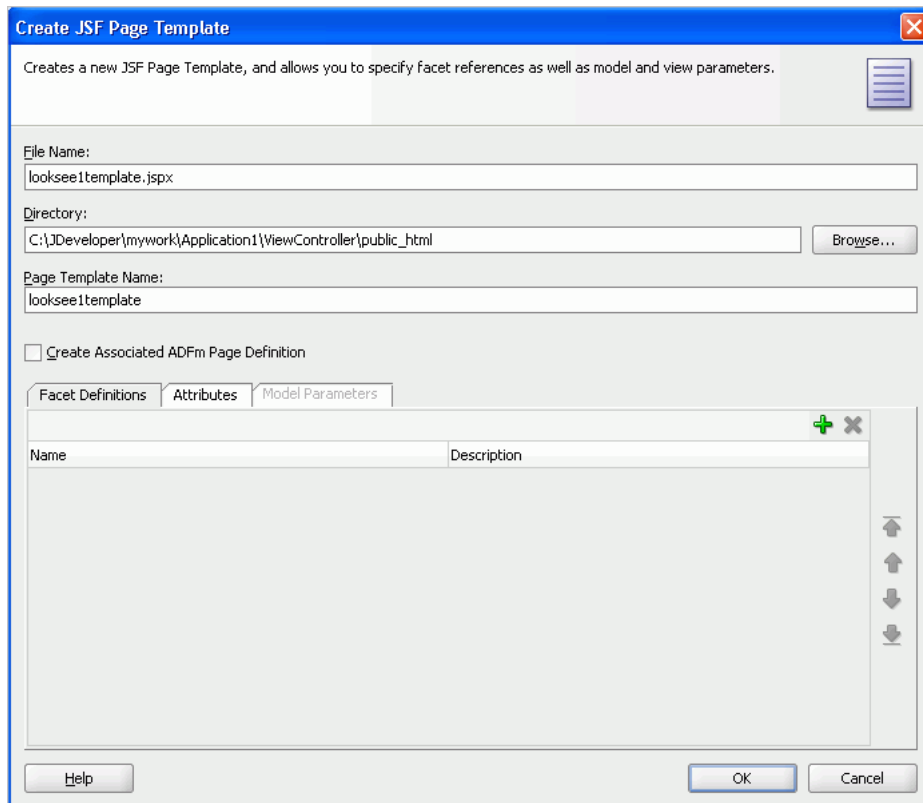 Create JSF Page Template
Creates a new JSF Page Template, and allows you to specify facet references as well as model and view parameters.
File Name:
looksee1template.jspx
Directory:
C:\JDeveloper\mywork\Application1\ViewController\public_html
Browse...
Page Template Name:
looksee1template
Create Associated ADFm Page Definition
Facet Definitions Attributes Model Parameters
Name Description
Help OK Cancel